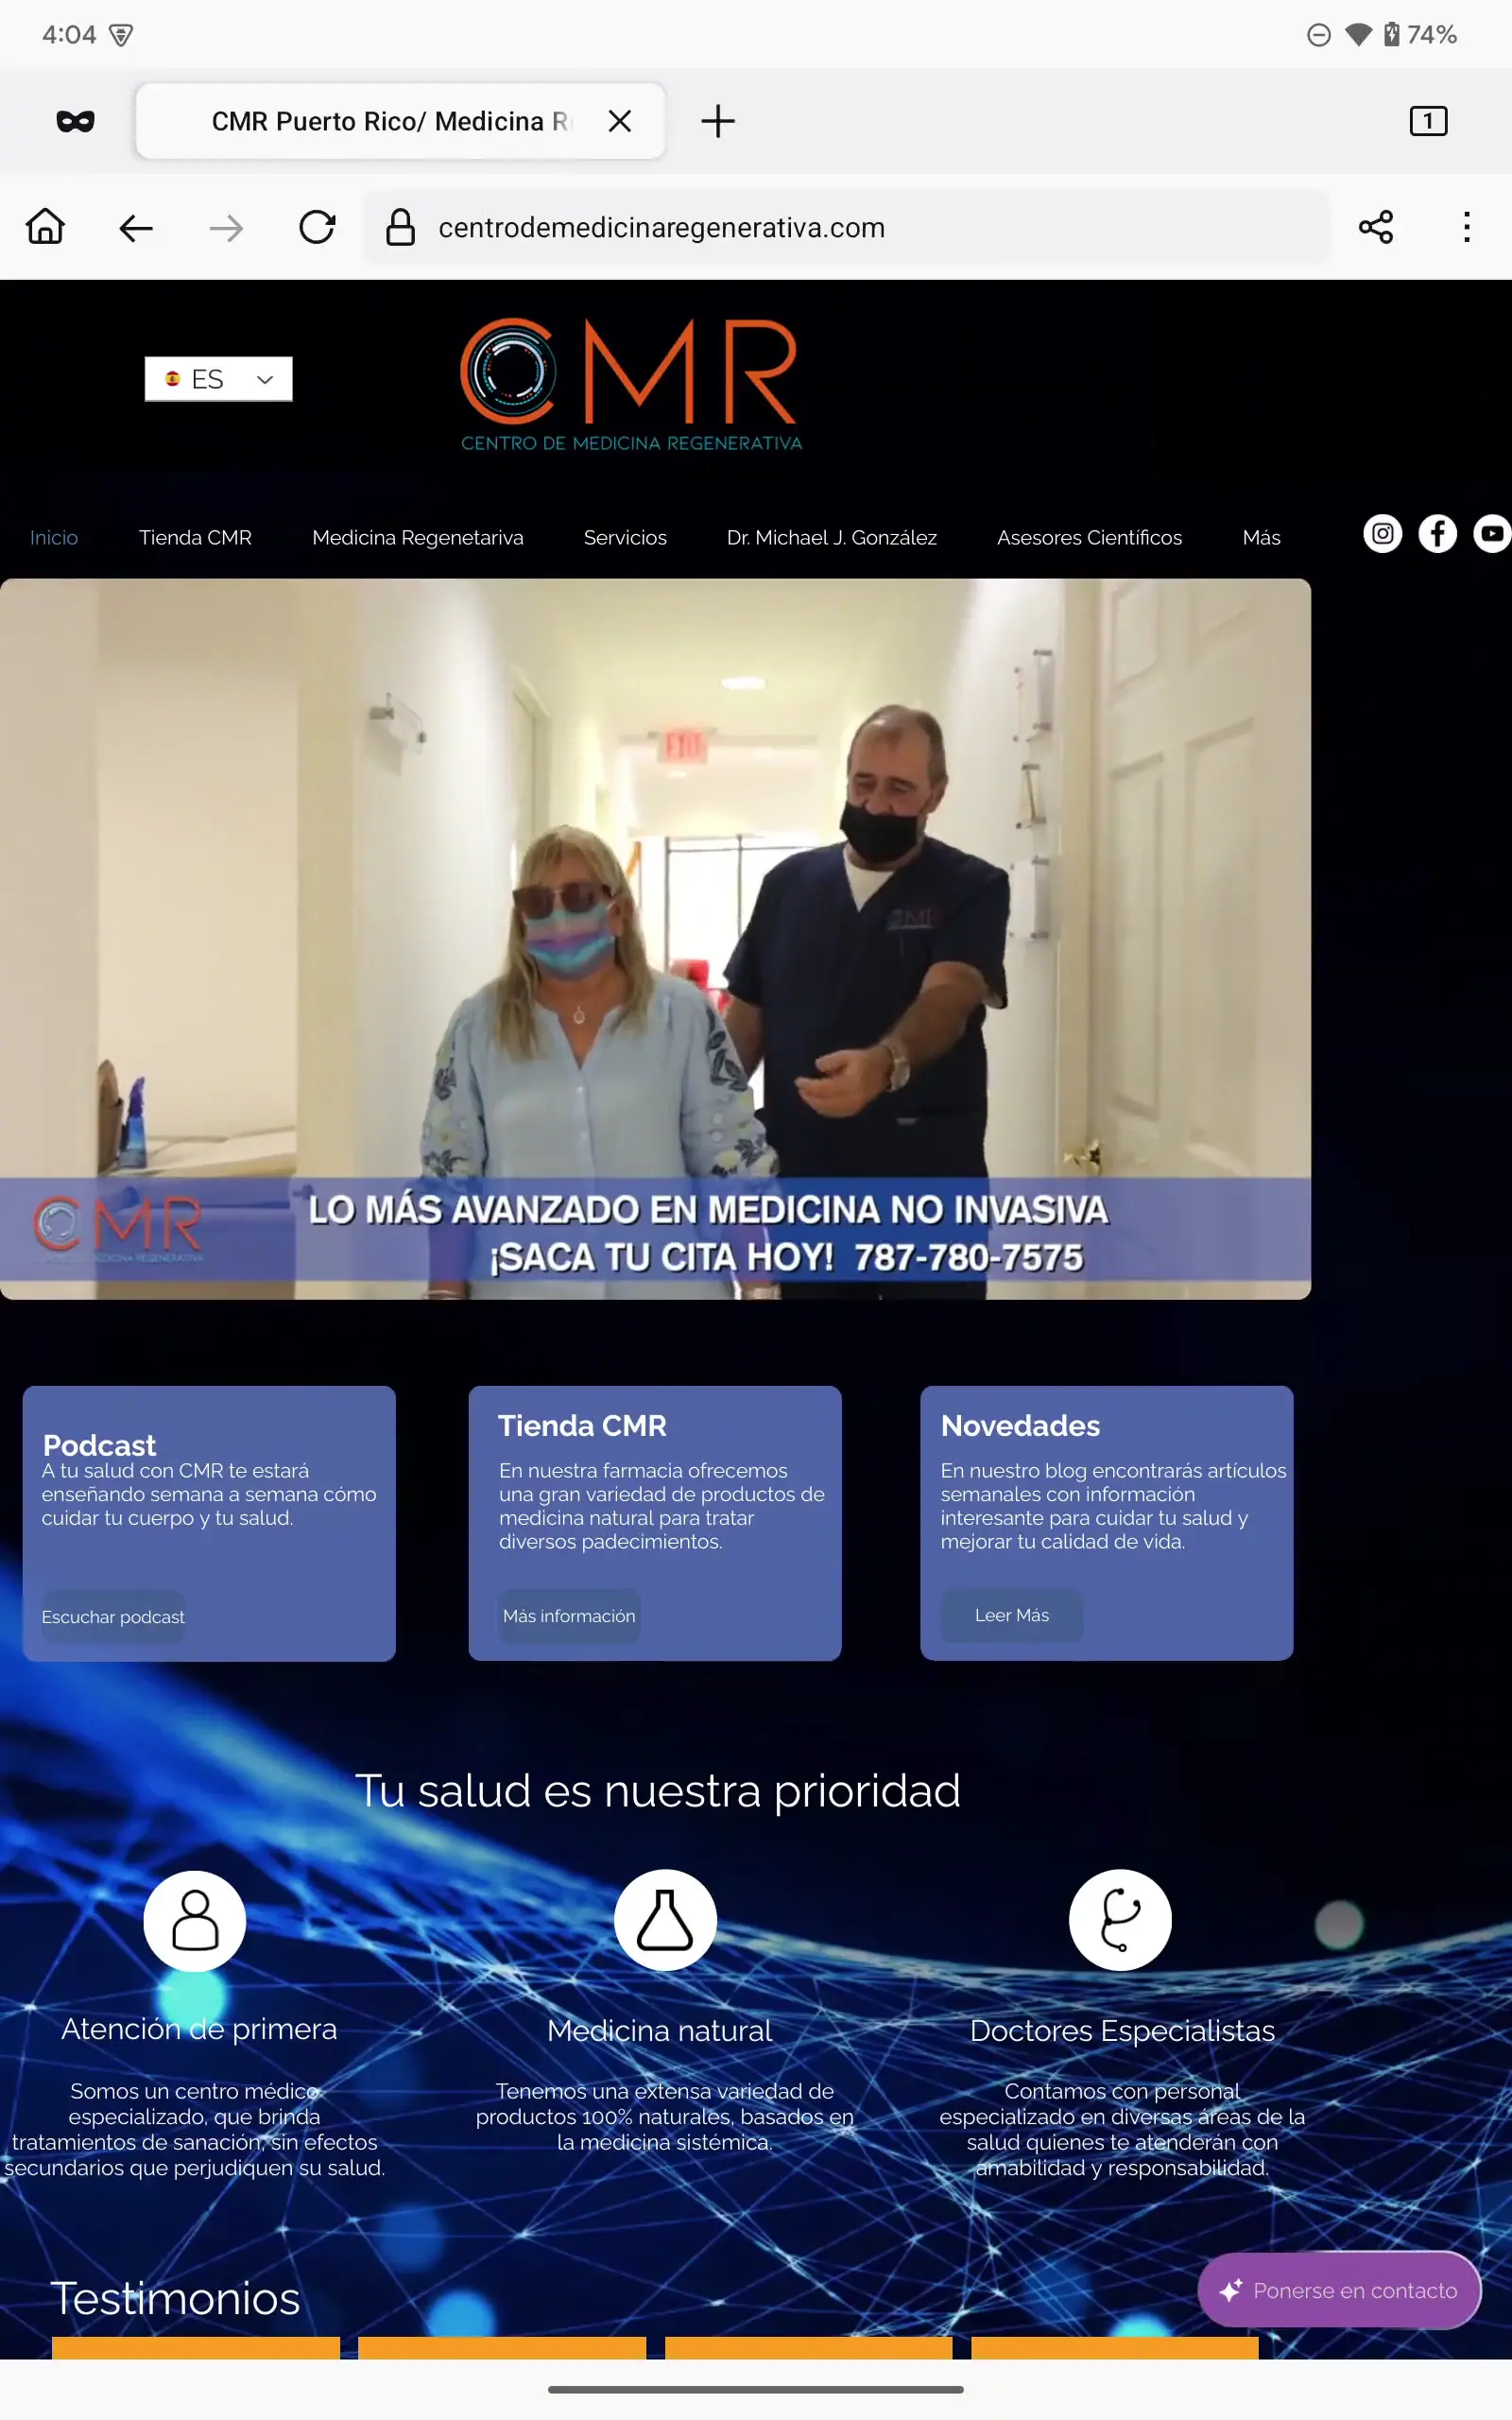 4:04
74%
CMR Puerto Rico/ Medicina R
1
centrodemedicinaregenerativa.com
ES
CMR
CENTRO DE MEDICINA REGENERATIVA
Inicio Tienda CMR Medicina Regenetariva Servicios Dr. Michael J. González Asesores Científicos Más
EXIT
CMR
CMR
LO MÁS AVANZADO EN MEDICINA NO INVASIVA
MEDICINA REGENERATIVA
¡SACA TU CITA HOY! 787-780-7575
Podcast
A tu salud con CMR te estará
enseñando semana a semana cómo
cuidar tu cuerpo y tu salud.
Escuchar podcast
Tienda CMR
En nuestra farmacia ofrecemos
una gran variedad de productos de
medicina natural para tratar
diversos padecimientos.
Más información
Novedades
En nuestro blog encontrarás artículos
semanales con información
interesante para cuidar tu salud y
mejorar tu calidad de vida.
Leer Más
Tu salud es nuestra prioridad
Atención de primera
Somos un centro médico
especializado, que brinda
tratamientos de sanación, sin efectos
secundarios que perjudiquen su salud.
Medicina natural
Tenemos una extensa variedad de
productos 100% naturales, basados en
la medicina sistémica.
Doctores Especialistas
Contamos con personal
especializado en diversas áreas de la
salud quienes te atenderán con
amabilidad y responsabilidad.
Testimonios
Ponerse en contacto